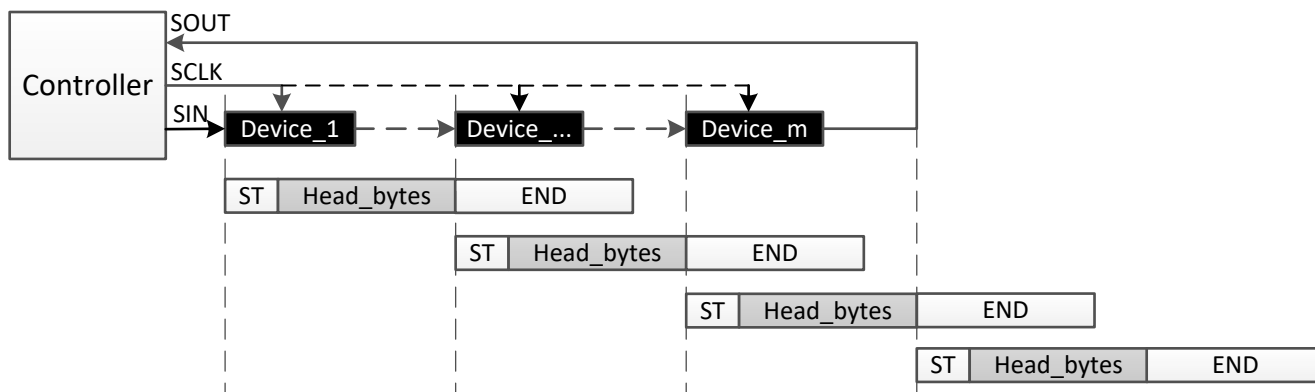 SOUT
Controller
SCLK
SIN
Device_1
Device_...
Device_m
ST Head_bytes END
ST Head_bytes END
ST Head_bytes END
ST Head_bytes END